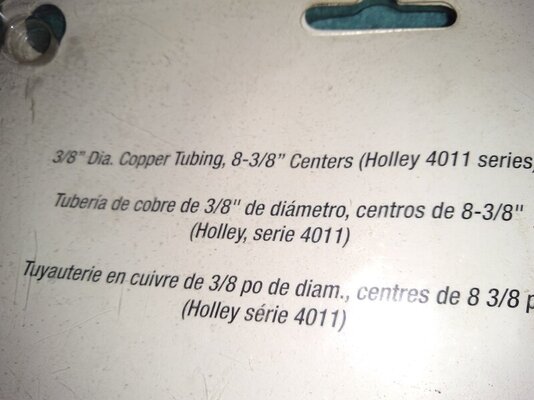 3/8" Dia. Copper Tubing, 8-3/8" Centers (Holley 4011 series)
Tubería de cobre de 3/8" de diámetro, centros de 8-3/8"
(Holley, serie 4011)
Tuyauterie en cuivre de 3/8 po de diam., centres de 8 3/8 p
(Holley série 4011)